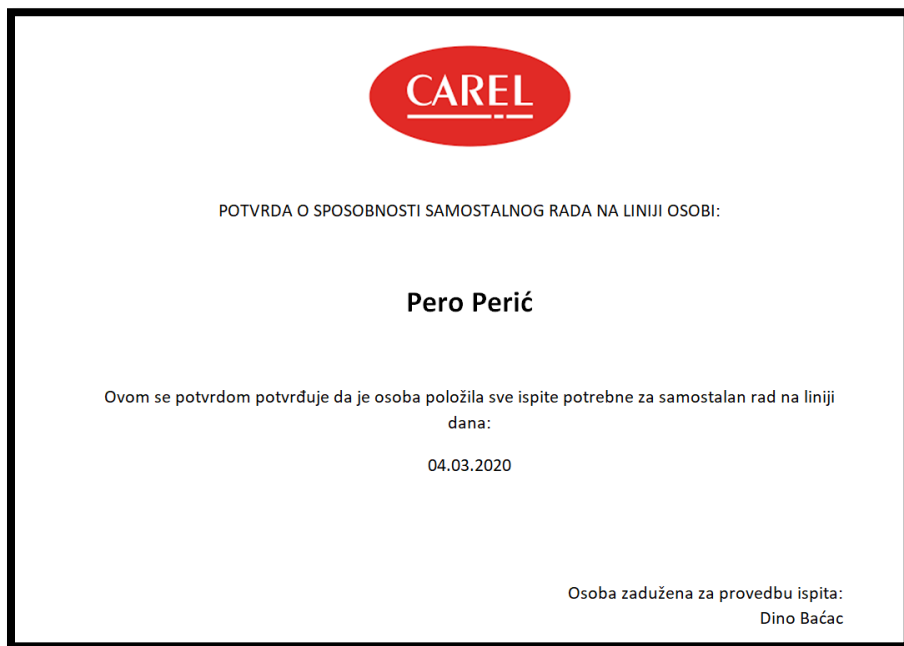 CAREL
POTVRDA O SPOSOBNOSTI SAMOSTALNOG RADA NA LINIJI OSOBI:
Pero Perić
Ovom se potvrdom potvrđuje da je osoba položila sve ispite potrebne za samostalan rad na liniji
dana:
04.03.2020
Osoba zadužena za provedbu ispita:
Dino Baćac